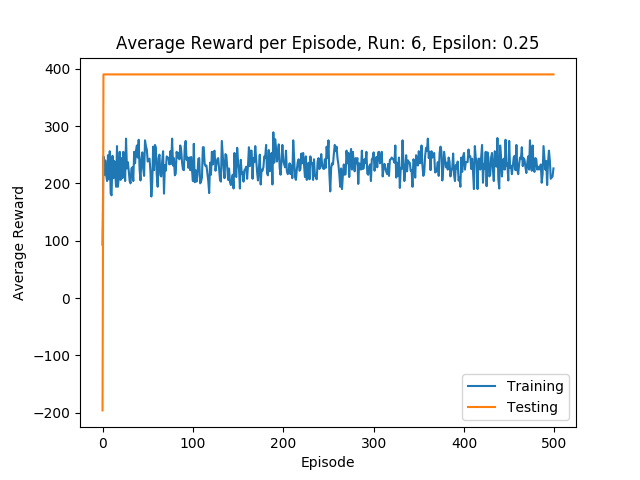 Average Reward per Episode, Run: 6, Epsilon: 0.25
400
300
200
100
0
−100
−200
Average Reward
0 100 200 300 400 500
Episode
Training
Testing